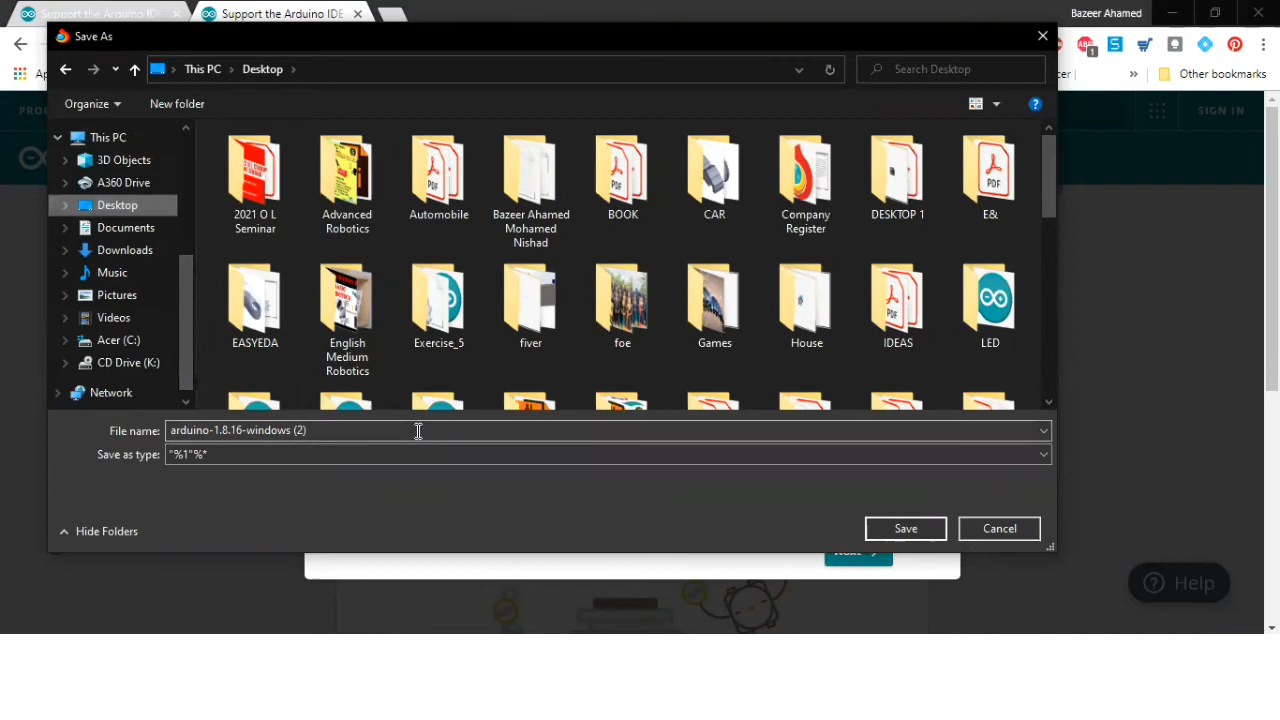 Support the Arduino IDE
Support the Arduino IDE
Bazeer Ahamed
Save As
This PC
Desktop
Search Desktop
Other bookmarks
Organize
New folder
SIGN IN
This PC
3D Objects
A360 Drive
Desktop
Documents
Downloads
Music
Pictures
Videos
Acer (C:)
CD Drive (K:)
Network
2021 O L
Seminar
Advanced
Robotics
Automobile
Bazeer Ahamed
Mohamed
Nishad
BOOK
CAR
Company
Register
DESKTOP 1
E&
EASYEDA
English
Medium
Robotics
Exercise_5
fiver
foe
Games
House
IDEAS
LED
File name: arduino-1.8.16-windows (2)
Save as type: "%1"%*
Hide Folders
Save
Cancel
Help